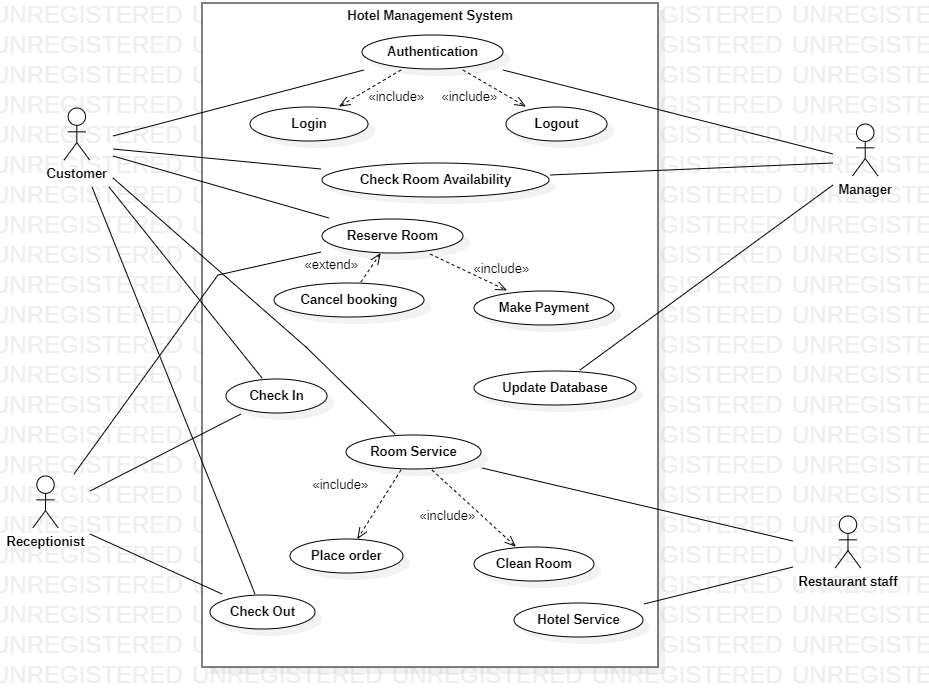 Hotel Management System
Authentication
«include»
«include»
Login
Logout
Customer
Check Room Availability
Manager
Reserve Room
«extend»
«include»
Cancel booking
Make Payment
Check In
Update Database
Room Service
«include»
«include»
Receptionist
Place order
Clean Room
Restaurant staff
Check Out
Hotel Service
UNREGISTERED